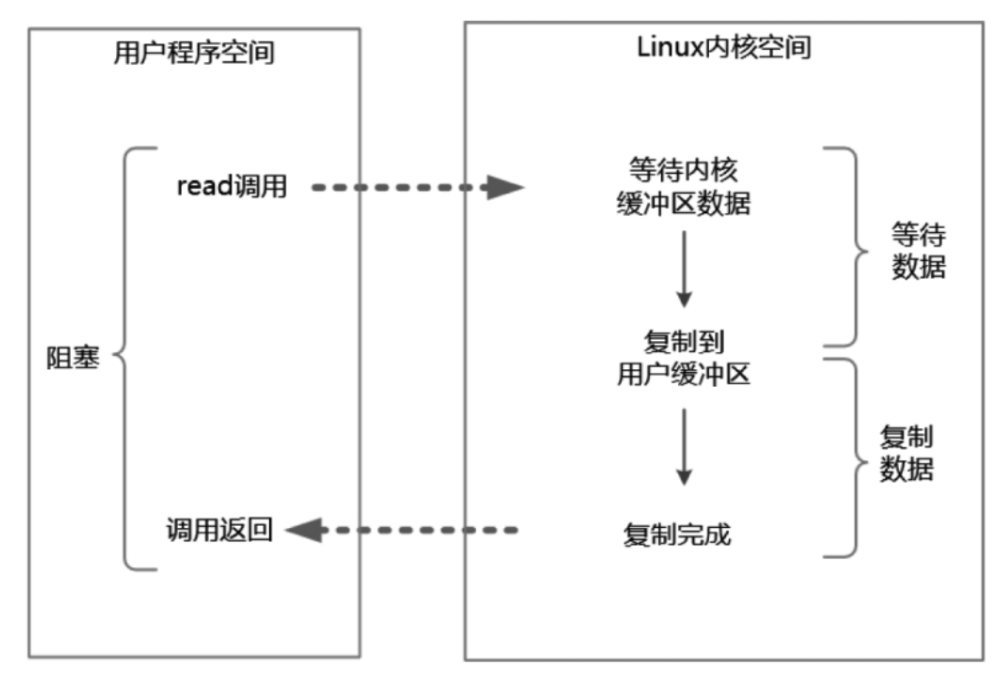 用户程序空间
Linux内核空间
read调用
等待内核
缓冲区数据
等待
数据
阻塞
复制到
用户缓冲区
复制
数据
调用返回
复制完成